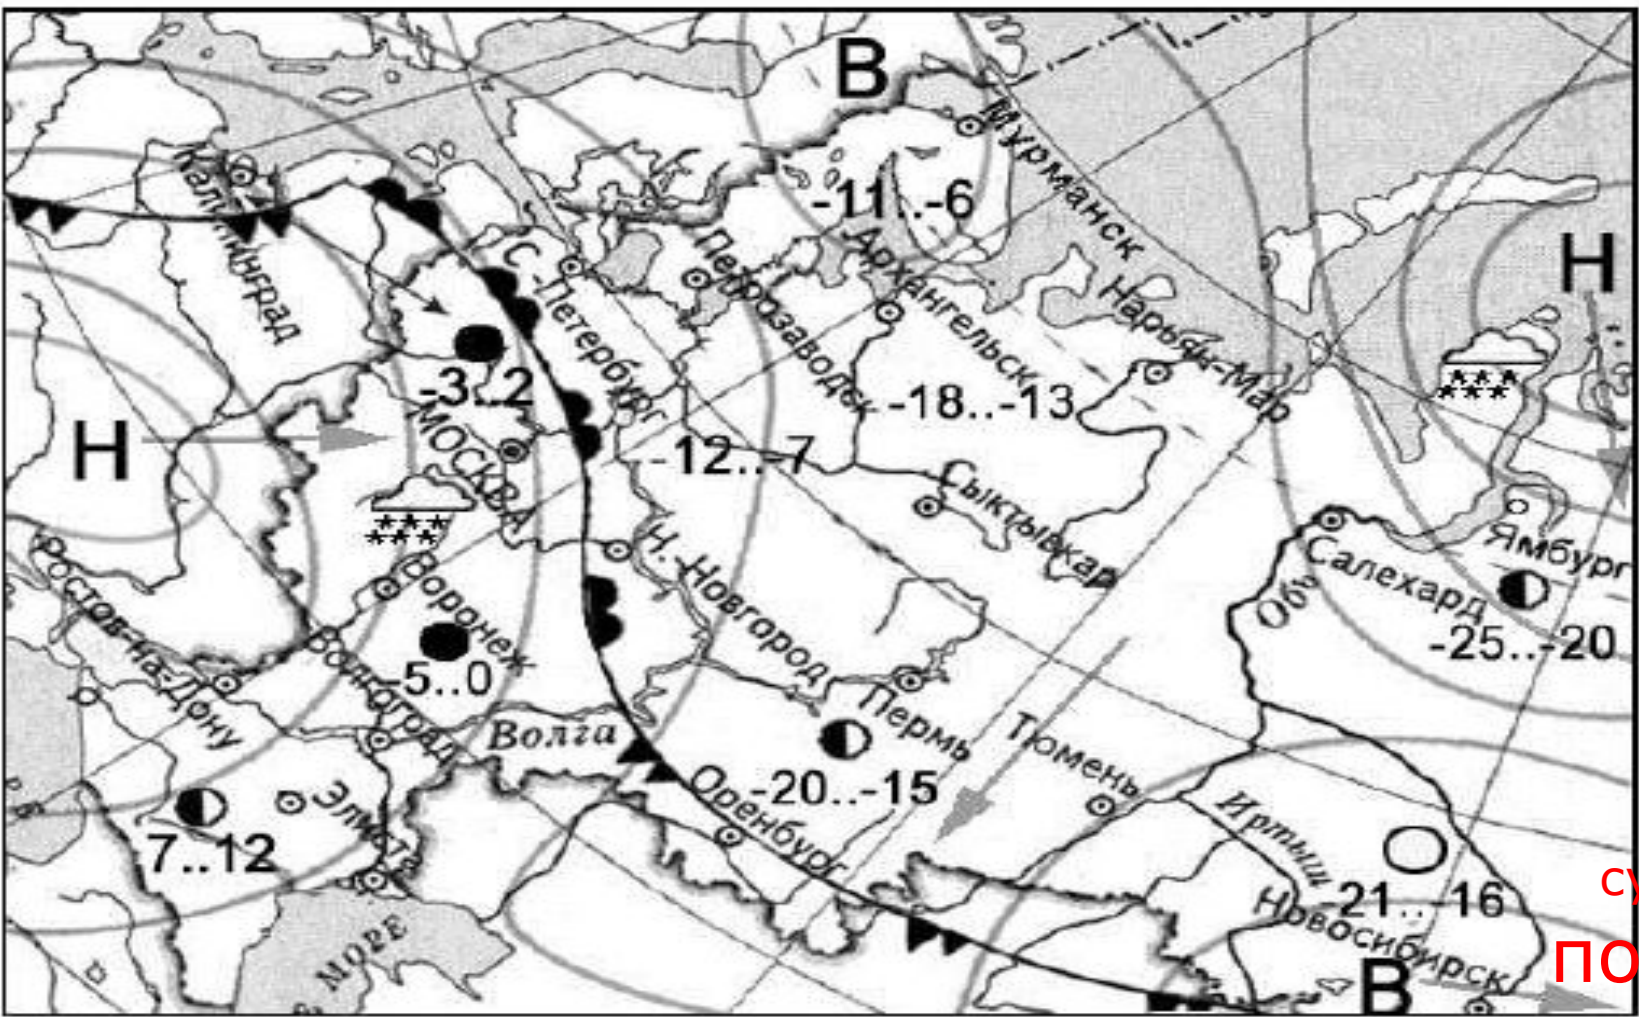 В
Мурманск
-11..-6
Калининград
С.-Петербург
Петрозаводск
Архангельск
Нарьян-Мар
Н
-3..2
МОСКВА
-18..-13
-12..-7
Н
Сыктывкар
Н.-Новгород
Ямбург
Салехард
Обь
-25..-20
Воронеж
-5..0
Ростов-на-Дону
Волгоград
Волга
Пермь
Тюмень
-20..-15
Оренбург
Элиста
7..12
Иртыш
-21..-16
Новосибирск
В
МОРЕ
су
по